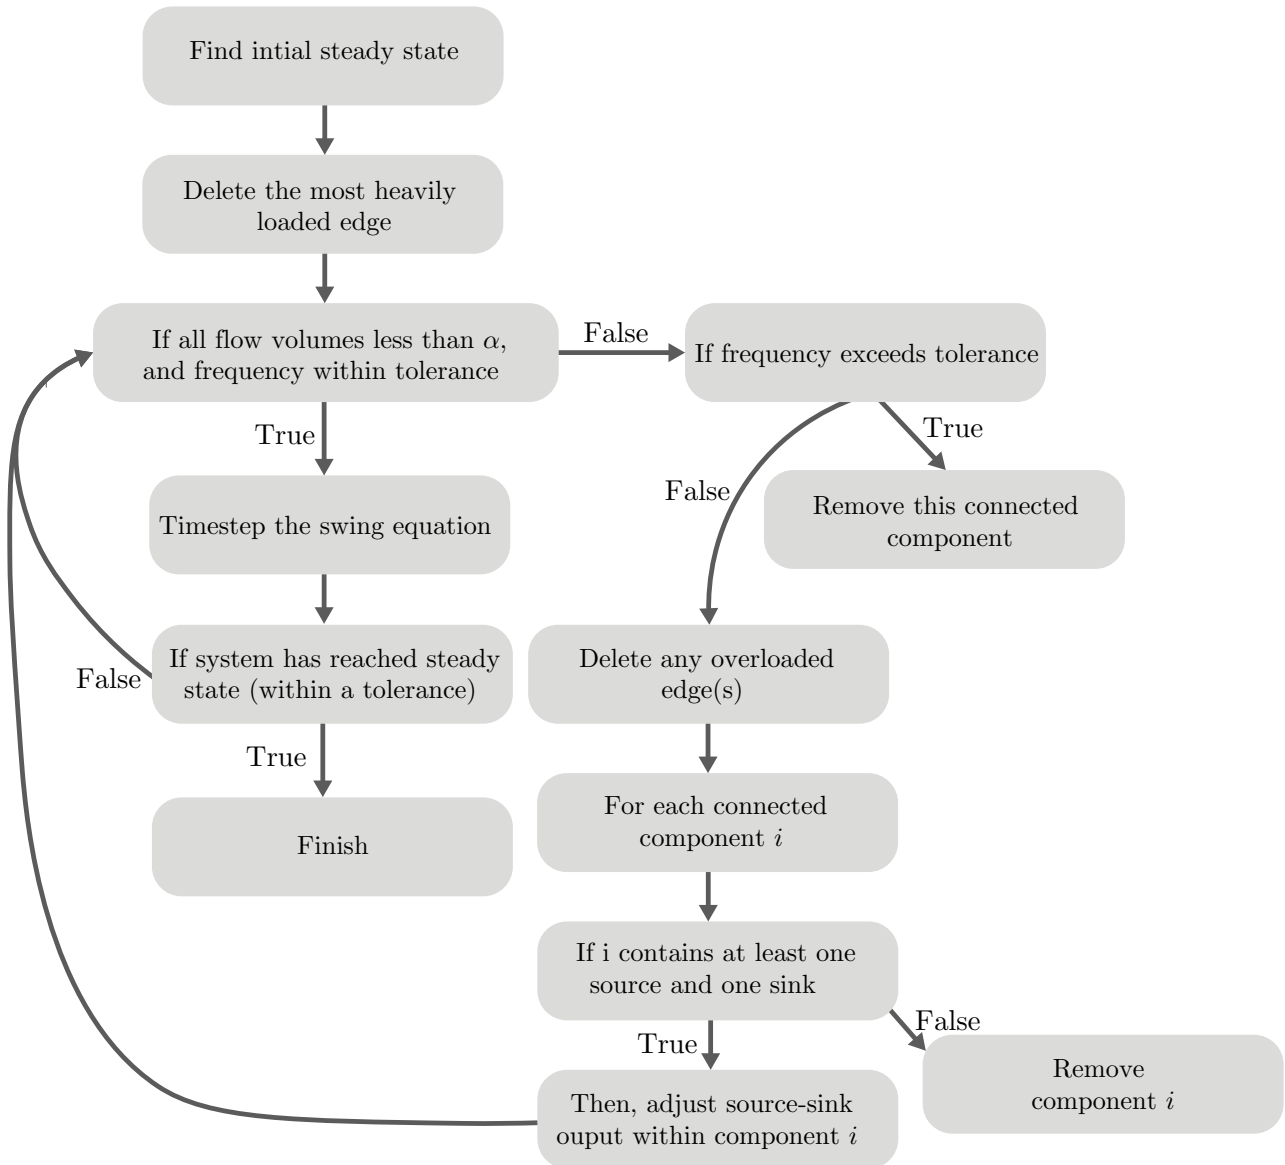 Find intial steady state
Delete the most heavily
loaded edge
If all flow volumes less than α,
and frequency within tolerance
False
If frequency exceeds tolerance
True
True
False
Remove this connected
component
Timestep the swing equation
If system has reached steady
state (within a tolerance)
False
True
Finish
Delete any overloaded
edge(s)
For each connected
component i
If i contains at least one
source and one sink
False
True
Remove
component i
Then, adjust source-sink
ouput within component i